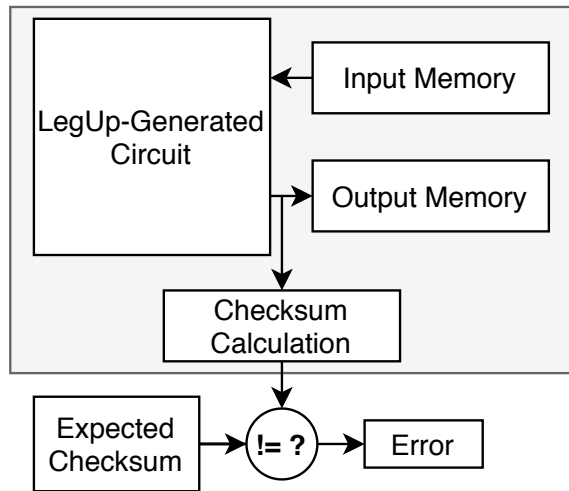 LegUp-Generated
Circuit
Input Memory
Output Memory
Checksum
Calculation
Expected
Checksum
!= ?
Error